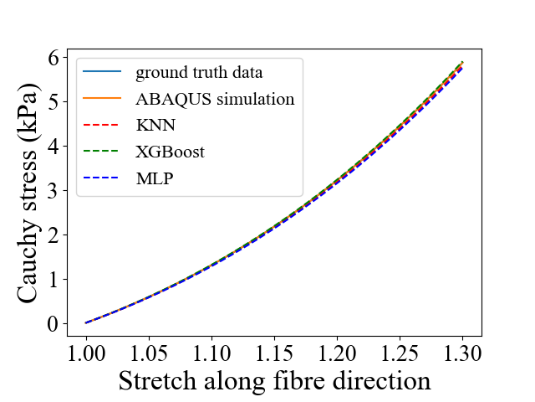 Cauchy stress (kPa)
6
5
4
3
2
1
0
ground truth data
ABAQUS simulation
KNN
XGBoost
MLP
1.00 1.05 1.10 1.15 1.20 1.25 1.30
Stretch along fibre direction